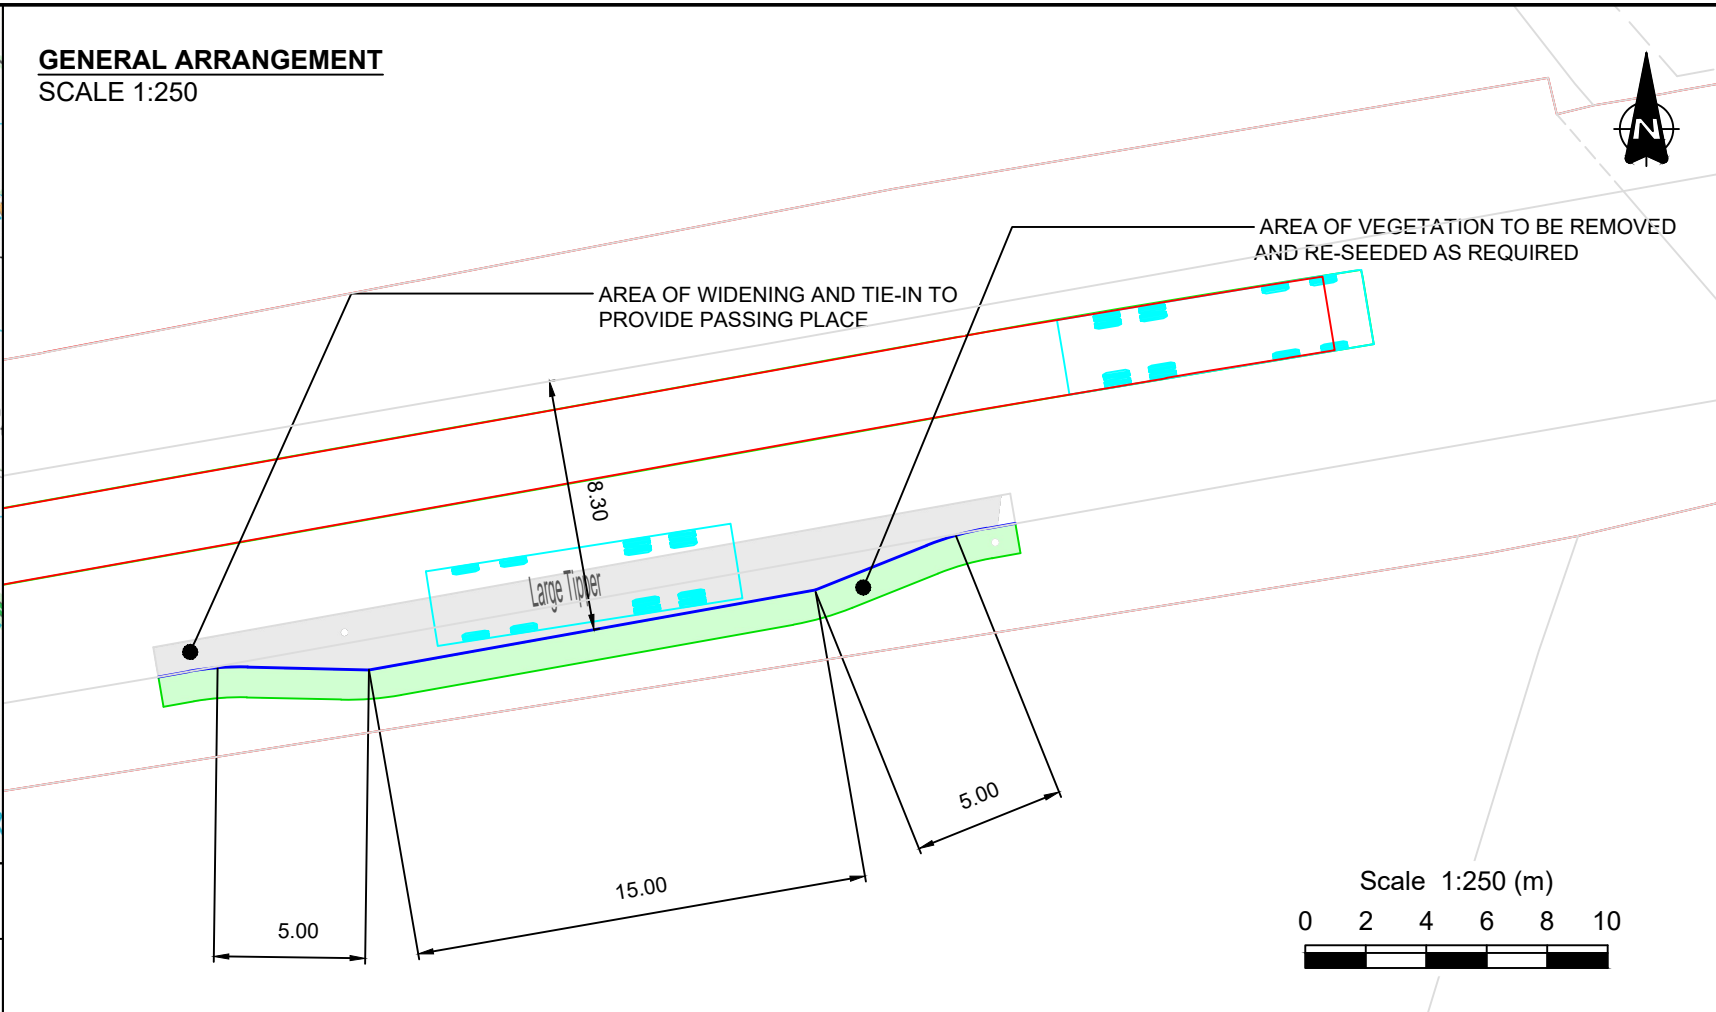 GENERAL ARRANGEMENT
SCALE 1:250
N
AREA OF VEGETATION TO BE REMOVED
AND RE-SEEDED AS REQUIRED
AREA OF WIDENING AND TIE-IN TO
PROVIDE PASSING PLACE
8.30
Large Tipper
5.00
15.00
5.00
Scale 1:250 (m)
0 2 4 6 8 10